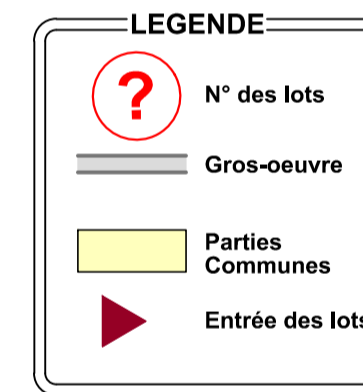 LEGENDE
?
N° des lots
Gros-oeuvre
Parties
Communes
Entrée des lots